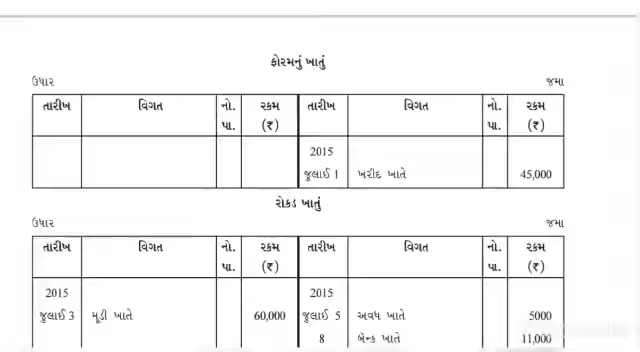 ફોરમનું ખાતું
ઉધાર જમા
તારીખ વિગત નો. રકમ તારીખ વિગત નો. રકમ
પા. (₹) પા. (₹)
2015
જુલાઈ 1 ખરીદ ખાતે 45,000
રોકડ ખાતું
ઉધાર જમા
તારીખ વિગત નો. રકમ તારીખ વિગત નો. રકમ
પા. (₹) પા. (₹)
2015 2015
જુલાઈ 3 મૂડી ખાતે 60,000 જુલાઈ 5 અવધ ખાતે 5000
8 બૅન્ક ખાતે 11,000